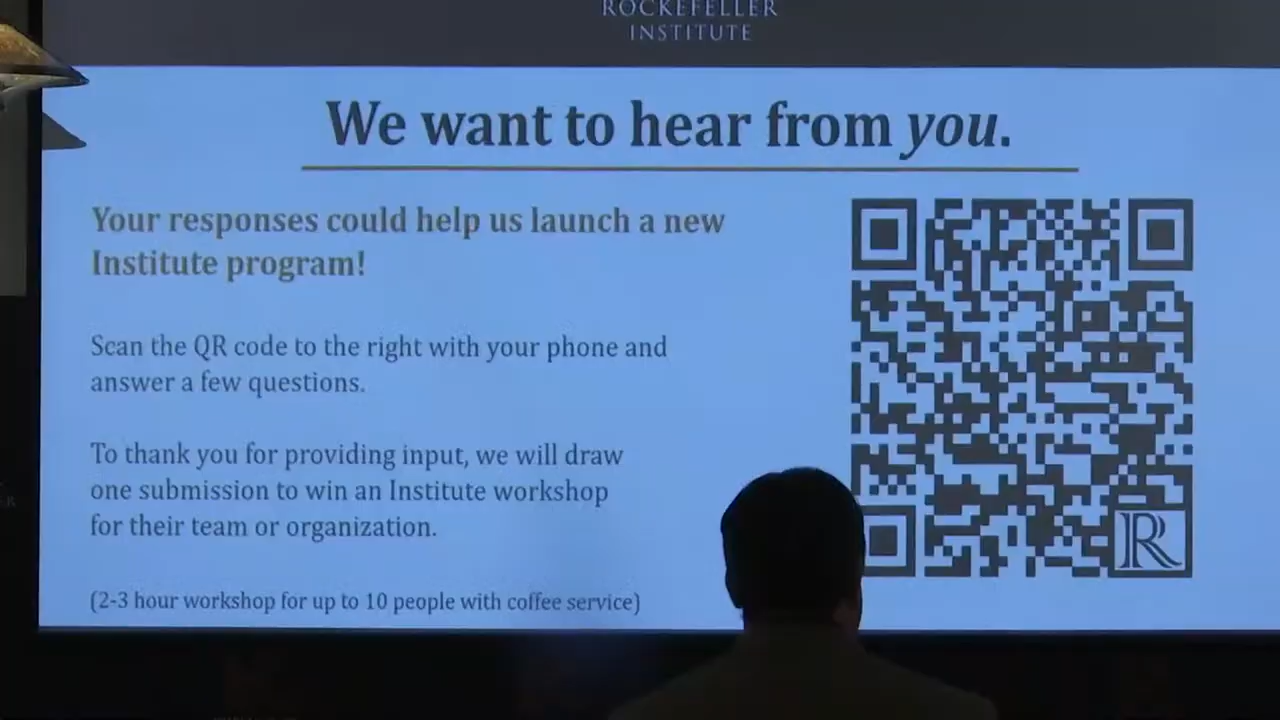 ROCKEFELLER
INSTITUTE
We want to hear from you.
Your responses could help us launch a new
Institute program!
Scan the QR code to the right with your phone and
answer a few questions.
To thank you for providing input, we will draw
one submission to win an Institute workshop
for their team or organization.
(2-3 hour workshop for up to 10 people with coffee service)
R